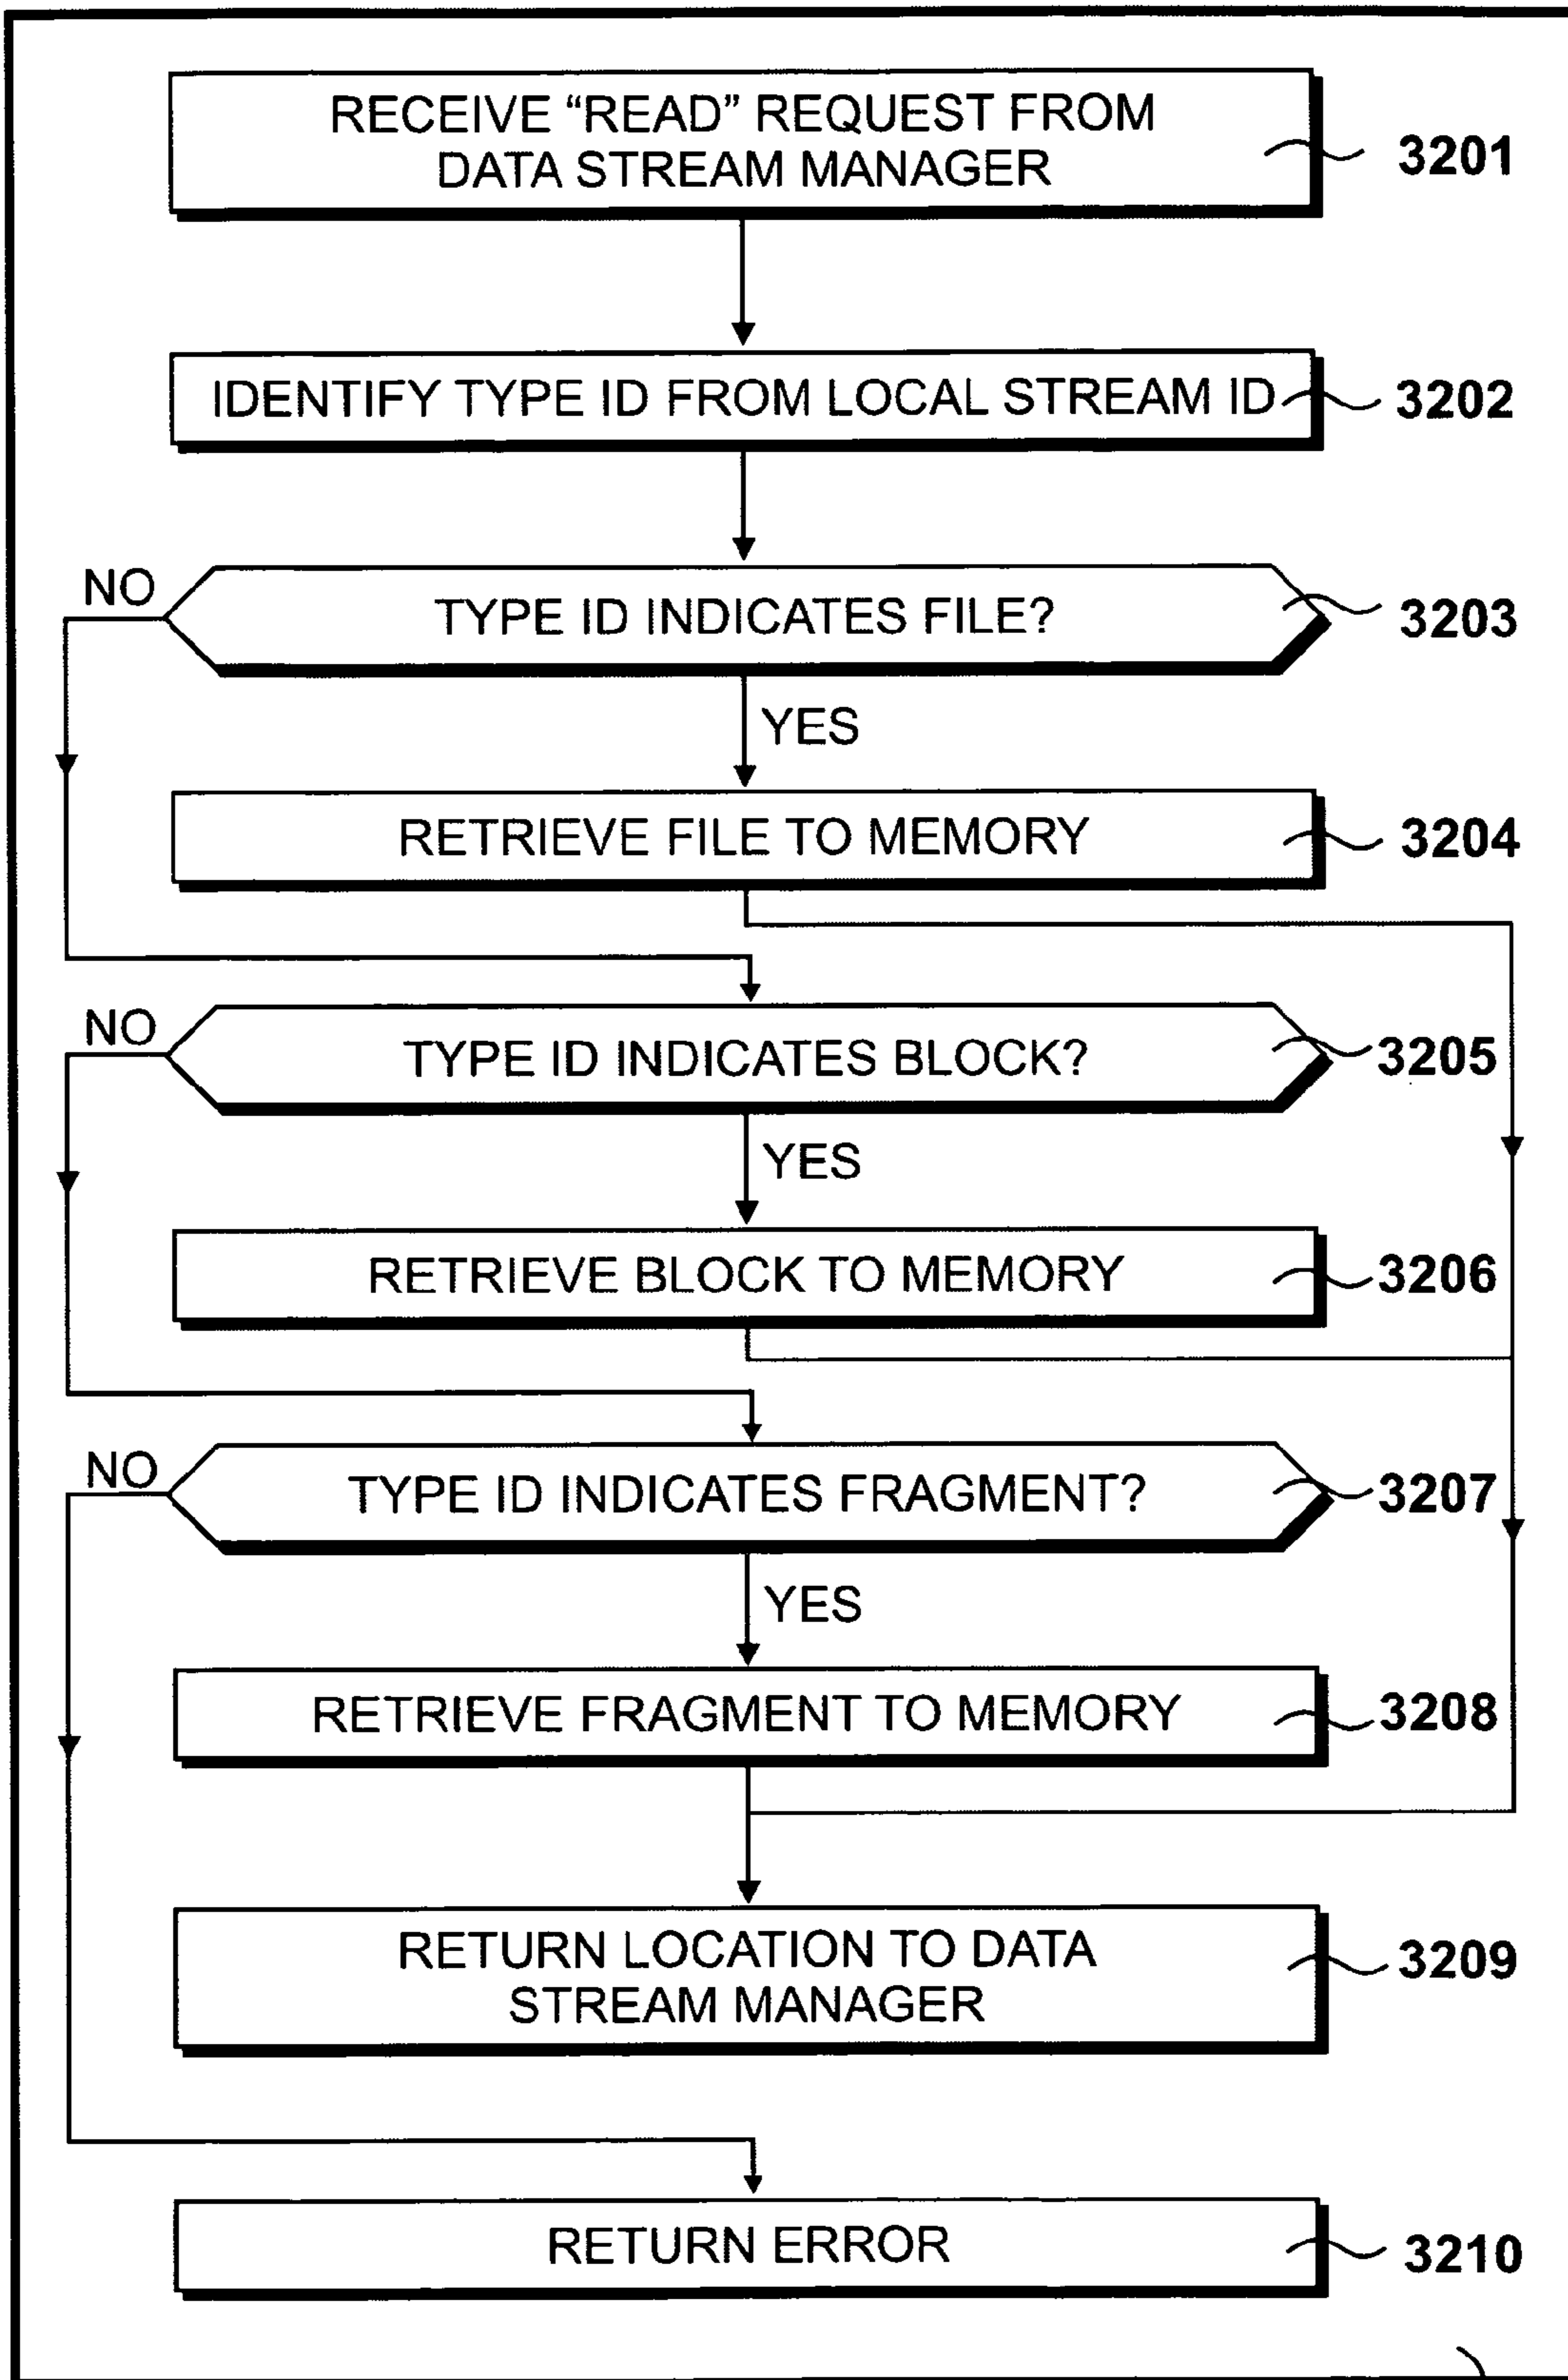 RECEIVE “READ” REQUEST FROM
DATA STREAM MANAGER
3201
IDENTIFY TYPE ID FROM LOCAL STREAM ID
3202
NO
TYPE ID INDICATES FILE?
3203
YES
RETRIEVE FILE TO MEMORY
3204
NO
TYPE ID INDICATES BLOCK?
3205
YES
RETRIEVE BLOCK TO MEMORY
3206
NO
TYPE ID INDICATES FRAGMENT?
3207
YES
RETRIEVE FRAGMENT TO MEMORY
3208
RETURN LOCATION TO DATA
STREAM MANAGER
3209
RETURN ERROR
3210